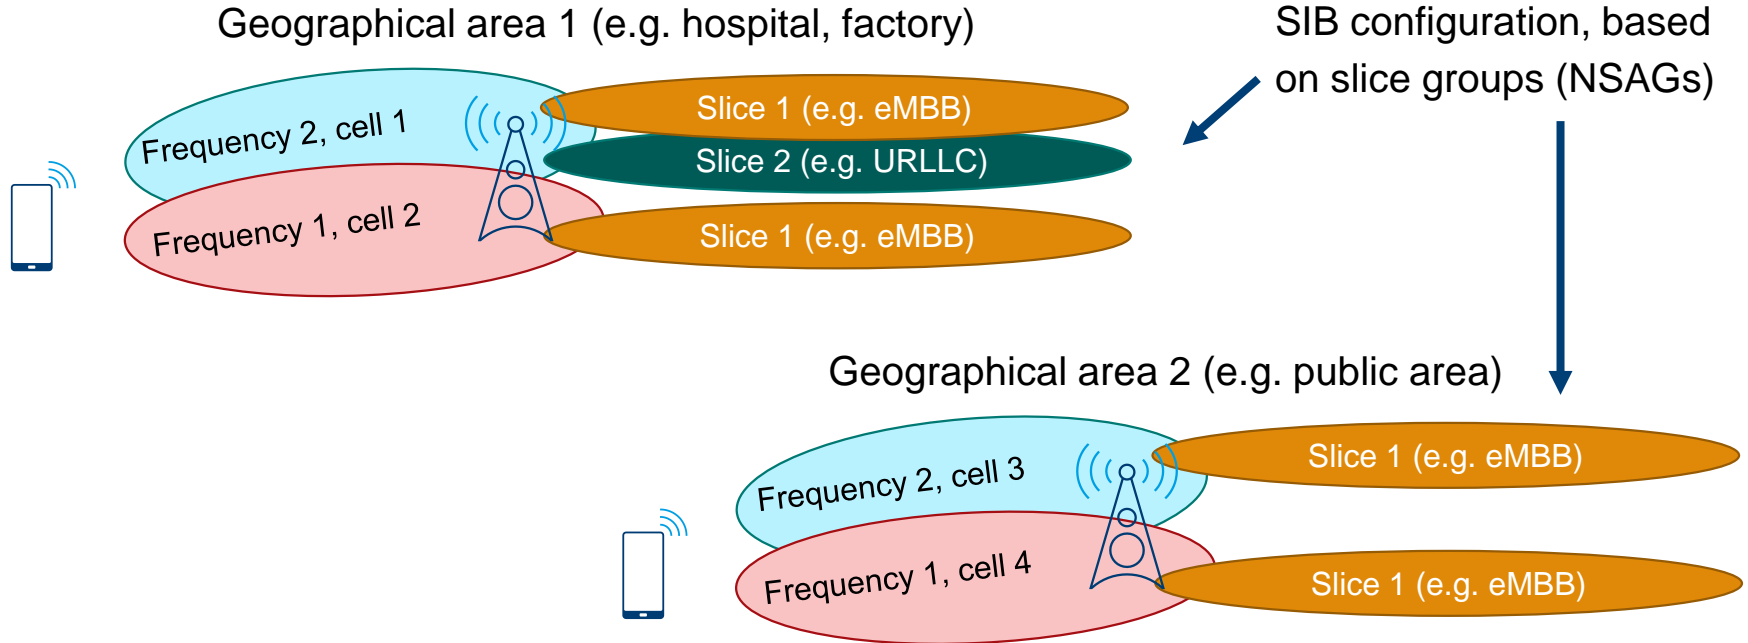 Geographical area 1 (e.g. hospital, factory)
SIB configuration, based
on slice groups (NSAGs)
Frequency 2, cell 1
Slice 1 (e.g. eMBB)
Slice 2 (e.g. URLLC)
Frequency 1, cell 2
Slice 1 (e.g. eMBB)
Geographical area 2 (e.g. public area)
Frequency 2, cell 3
Slice 1 (e.g. eMBB)
Frequency 1, cell 4
Slice 1 (e.g. eMBB)